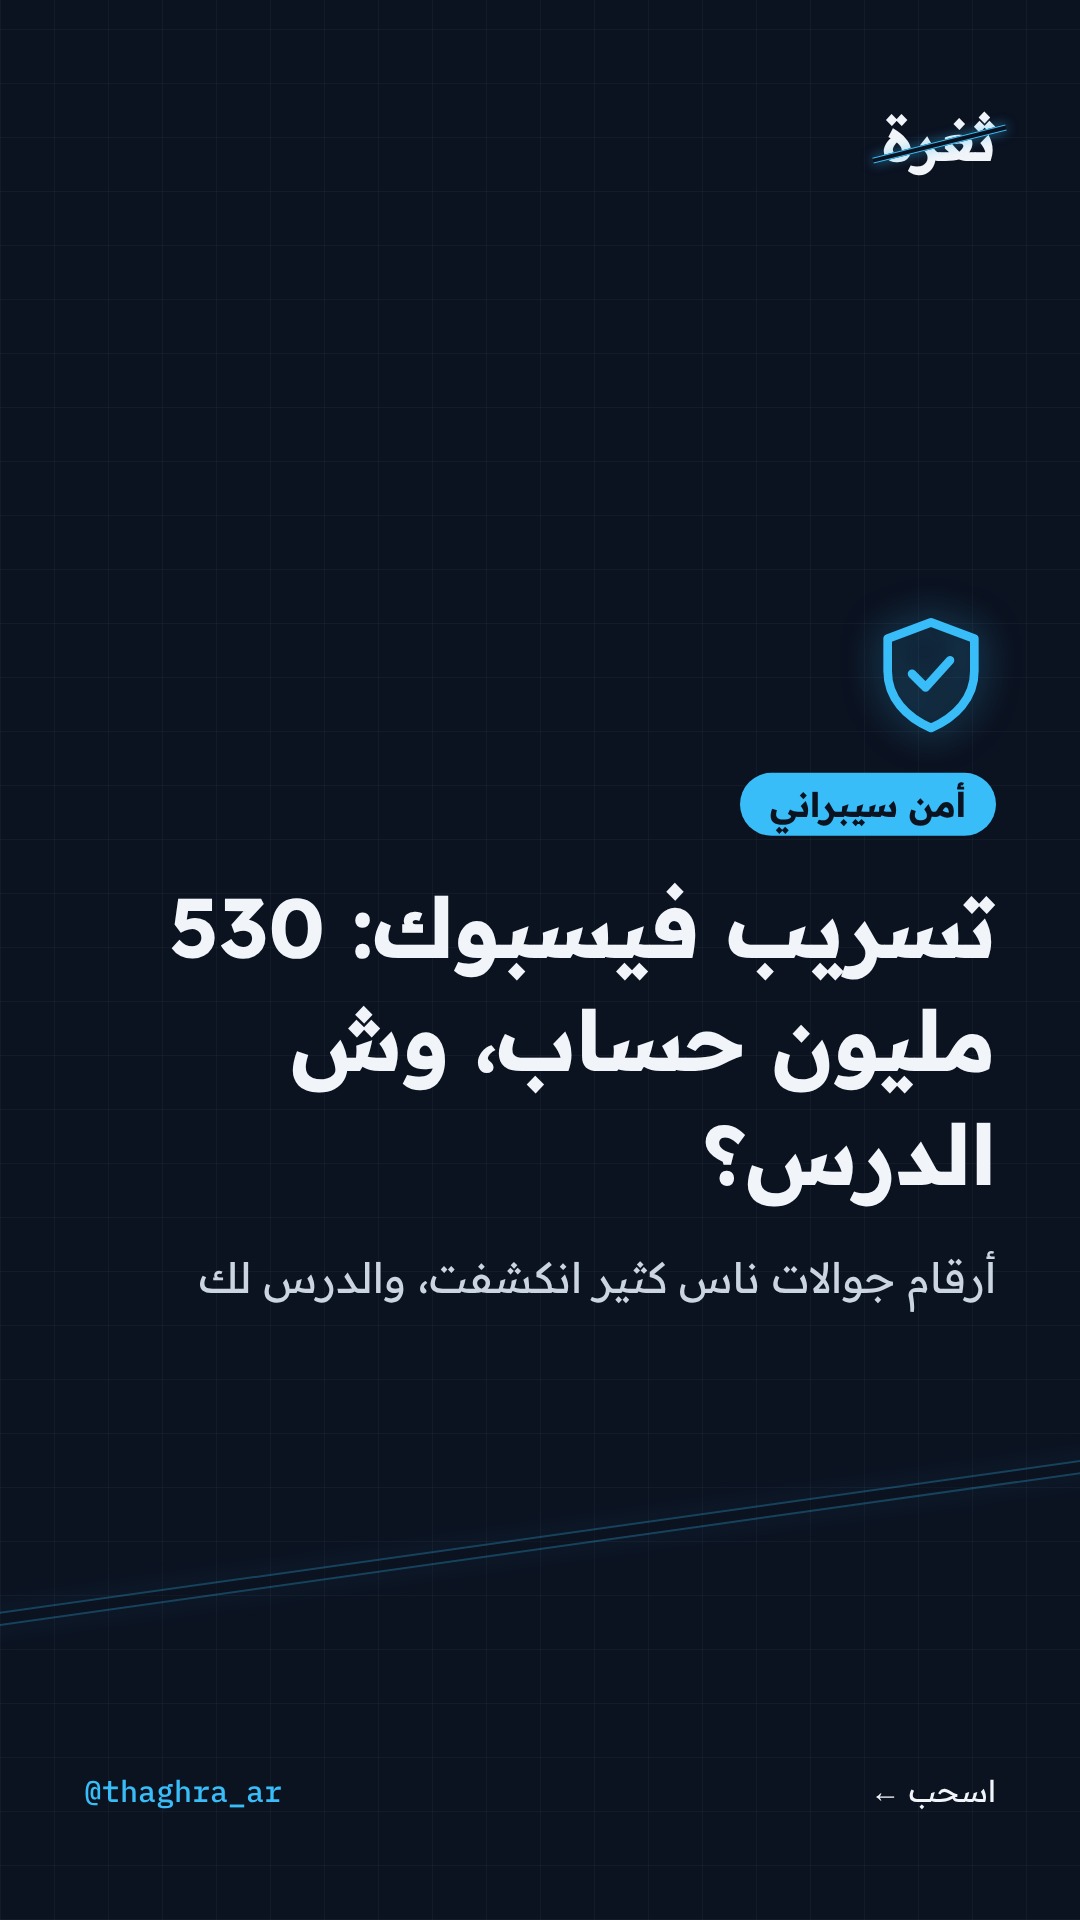 ثغرة
أمن سيبراني
تسريب فيسبوك: 530
مليون حساب، وش
الدرس؟
أرقام جوالات ناس كثير انكشفت، والدرس لك
اسحب ←
@thaghra_ar